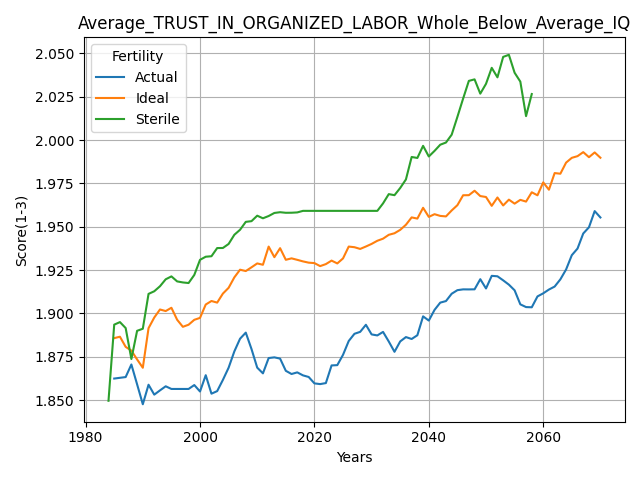 Average_TRUST_IN_ORGANIZED_LABOR_Whole_Below_Average_IQ
Fertility
Actual
Ideal
Sterile
Score(1-3)
2.050
2.025
2.000
1.975
1.950
1.925
1.900
1.875
1.850
1980 2000 2020 2040 2060
Years